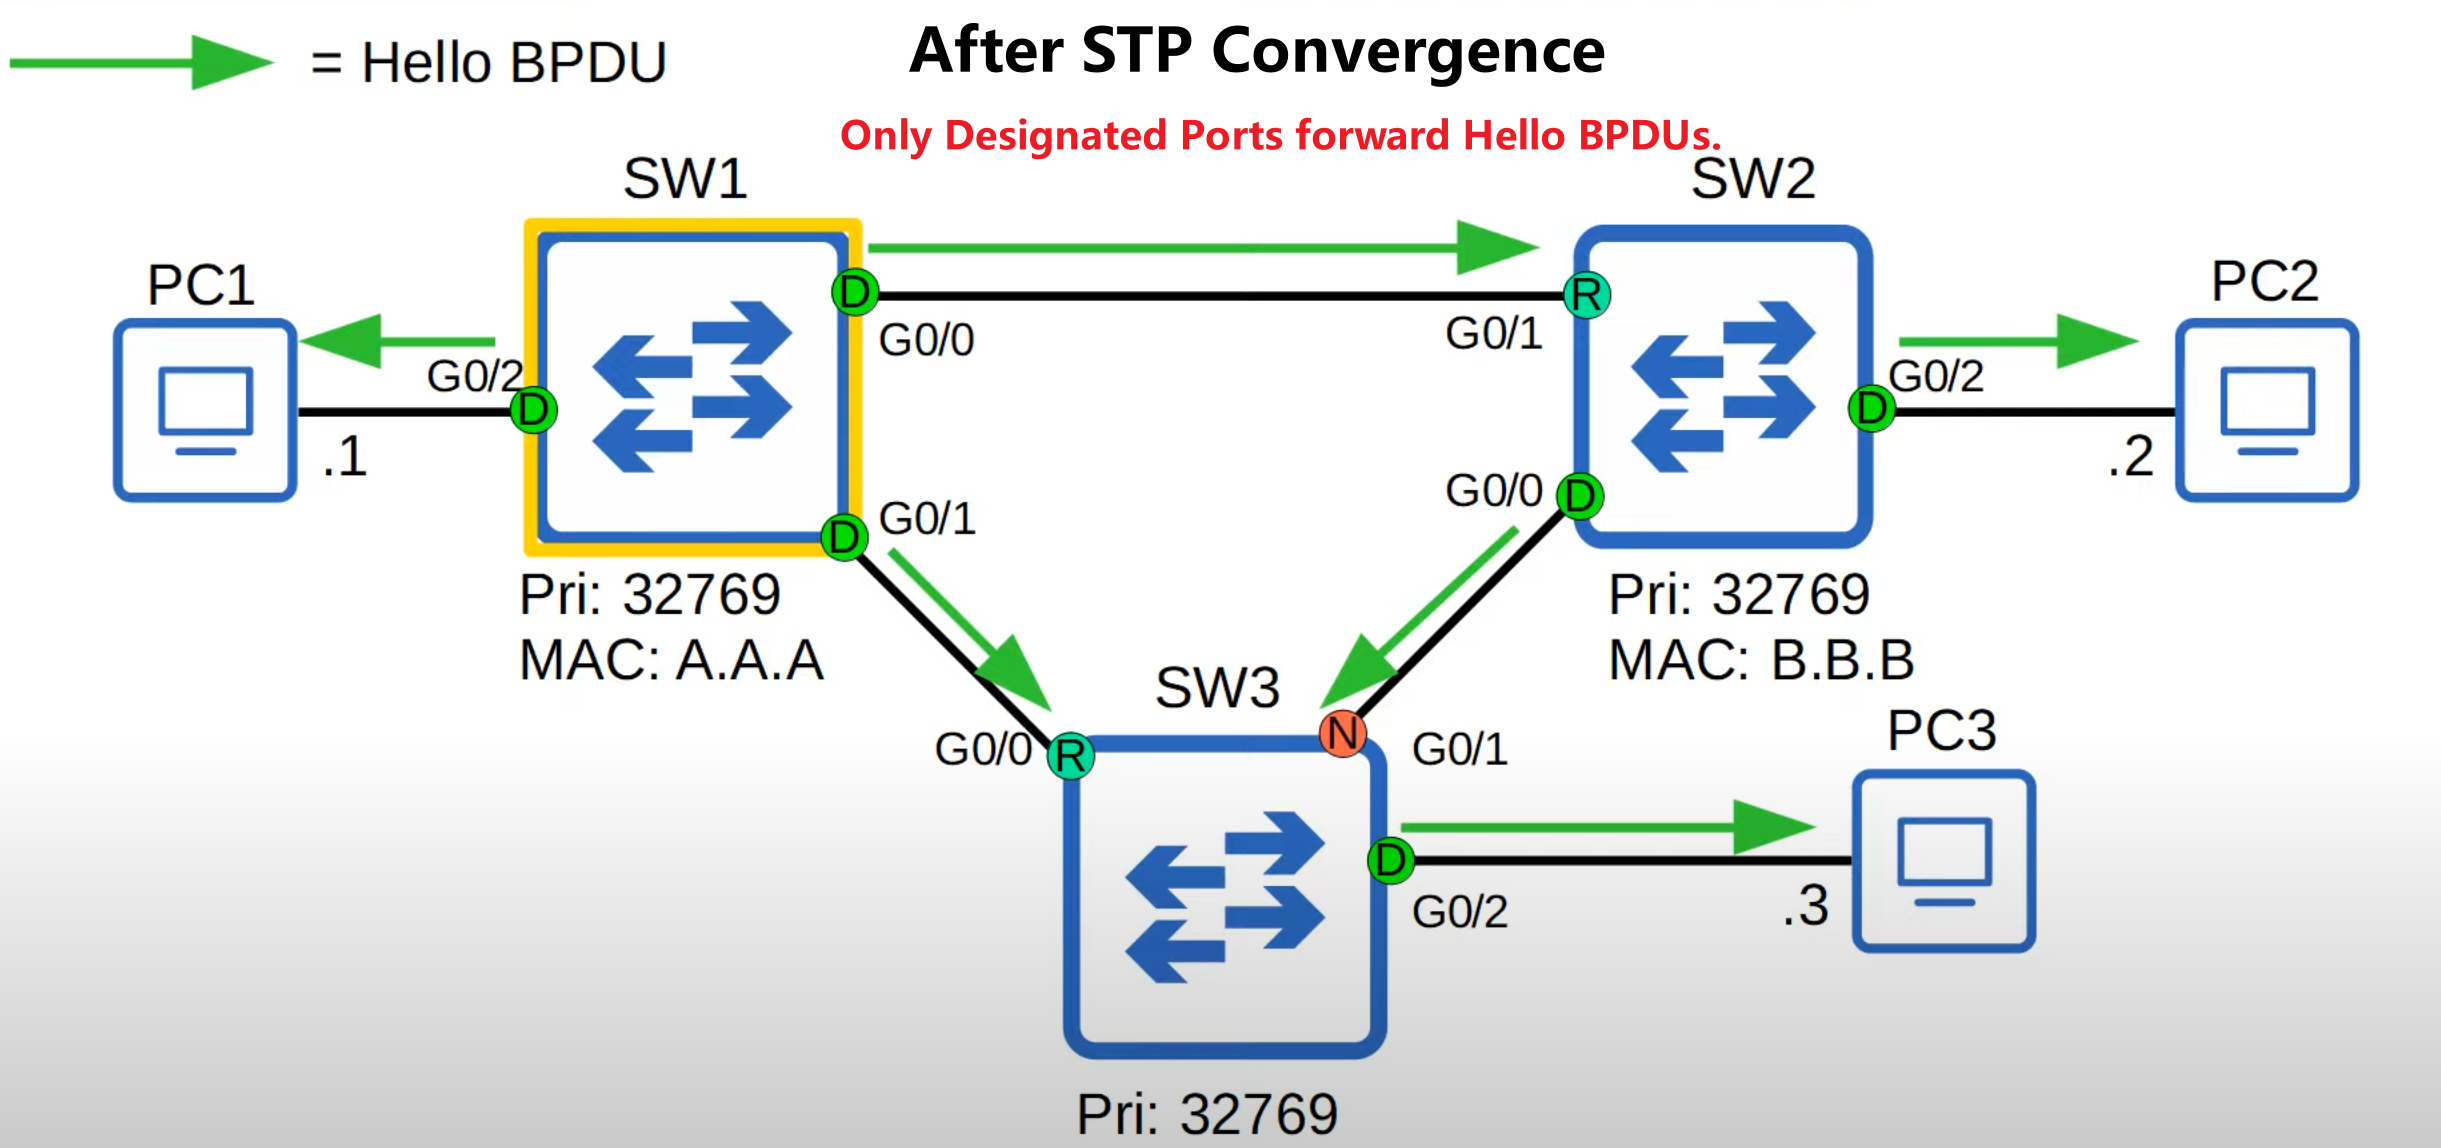 = Hello BPDU
After STP Convergence
Only Designated Ports forward Hello BPDUs.
SW1
SW2
PC1
PC2
D
G0/0
G0/1
R
G0/2
D
.1
D
G0/2
.2
G0/1
D
G0/0
D
Pri: 32769
MAC: A.A.A
Pri: 32769
MAC: B.B.B
SW3
PC3
G0/0
R
N
G0/1
D
G0/2
.3
Pri: 32769